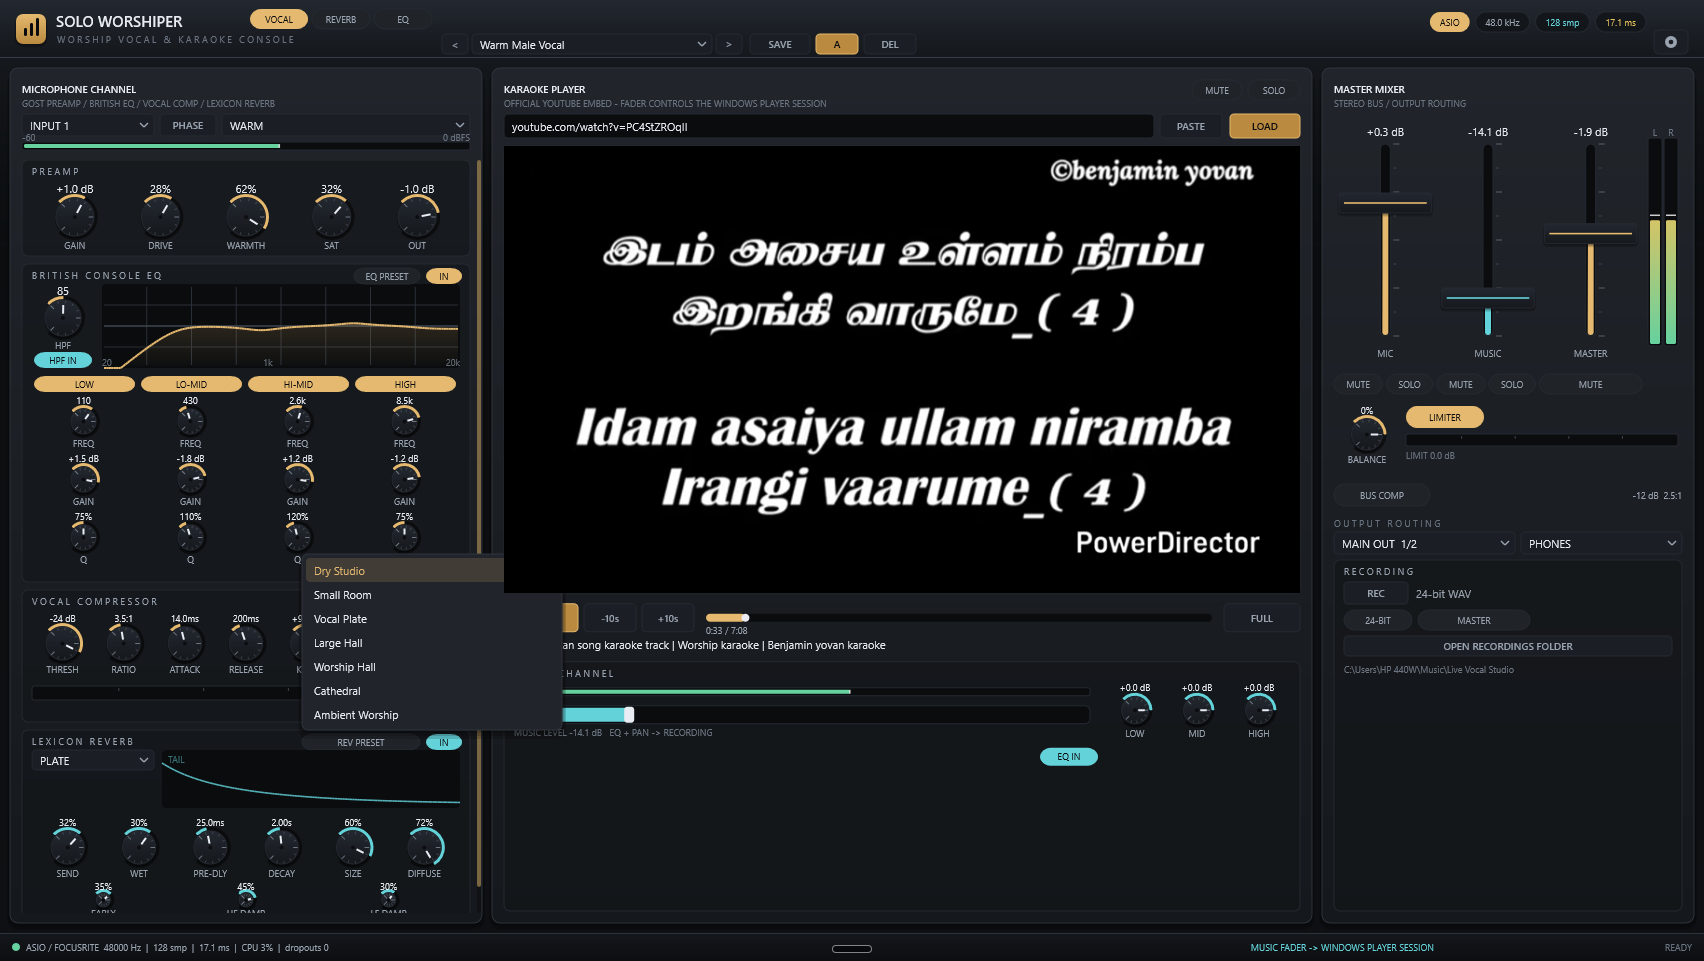 SOLO WORSHIPER
WORSHIP VOCAL & KARAOKE CONSOLE
VOCAL REVERB EQ
< Warm Male Vocal > SAVE A DEL
ASIO 48.0 kHz 128 smp 17.1 ms
MICROPHONE CHANNEL
GOST PREAMP / BRITISH EQ / VOCAL COMP / LEXICON REVERB
INPUT 1 PHASE WARM
-60 0 dBFS
PREAMP
+1.0 dB 28% 62% 32% -1.0 dB
GAIN DRIVE WARMTH SAT OUT
BRITISH CONSOLE EQ EQ PRESET IN
85
HPF
HPF IN
20 1k 20k
LOW LO-MID HI-MID HIGH
110 430 2.6k 8.5k
FREQ FREQ FREQ FREQ
+1.5 dB -1.8 dB +1.2 dB -1.2 dB
GAIN GAIN GAIN GAIN
75% 110% 120% 75%
Q Q Q
VOCAL COMPRESSOR
-24 dB 3.5:1 14.0ms 200ms
THRESH RATIO ATTACK RELEASE
Dry Studio
Small Room
Vocal Plate
Large Hall
Worship Hall
Cathedral
Ambient Worship
LEXICON REVERB REV PRESET IN
PLATE
TAIL
32% 30% 25.0ms 2.00s 60% 72%
SEND WET PRE-DLY DECAY SIZE DIFFUSE
35% 45% 30%
KARAOKE PLAYER MUTE SOLO
OFFICIAL YOUTUBE EMBED - FADER CONTROLS THE WINDOWS PLAYER SESSION
youtube.com/watch?v=PC4StZROqII PASTE LOAD
©benjamin yovan
இடம் அசைய உள்ளம் நிரம்ப
இறங்கி வாருமே_( 4 )
Idam asaiya ullam niramba
Irangi vaarume_( 4 )
PowerDirector
-10s +10s FULL
0:33 / 7:08
an song karaoke track | Worship karaoke | Benjamin yovan karaoke
CHANNEL
MUSIC LEVEL -14.1 dB EQ + PAN -> RECORDING
+0.0 dB +0.0 dB +0.0 dB
LOW MID HIGH
EQ IN
MASTER MIXER
STEREO BUS / OUTPUT ROUTING
+0.3 dB -14.1 dB -1.9 dB L R
MIC MUSIC MASTER
MUTE SOLO MUTE SOLO MUTE
0%
BALANCE
LIMITER
LIMIT 0.0 dB
BUS COMP -12 dB 2.5:1
OUTPUT ROUTING
MAIN OUT 1/2 PHONES
RECORDING
REC 24-bit WAV
24-BIT MASTER
OPEN RECORDINGS FOLDER
C:\Users\HP 440W\Music\Live Vocal Studio
ASIO / FOCUSRITE 48000 Hz | 128 smp | 17.1 ms | CPU 3% | dropouts 0
MUSIC FADER -> WINDOWS PLAYER SESSION READY